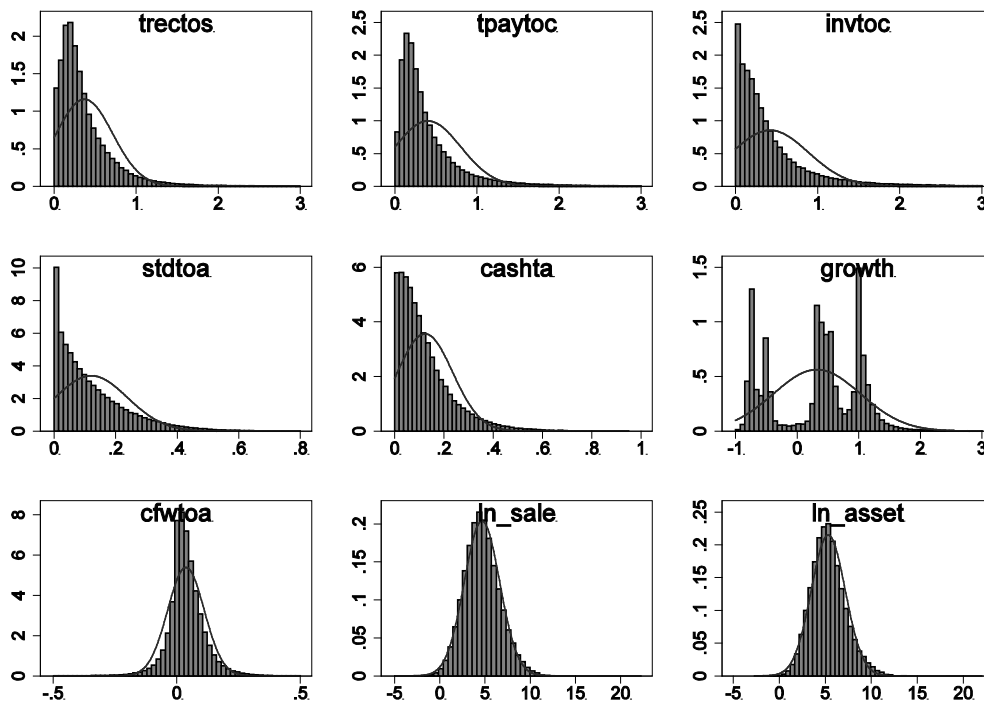 trectos. tpaytoc. invtoc.
2 2.5 2.5
1.5 2 2
1 1.5 1.5
.5 1 1
0 .5 .5
0 0
0. 1. 2. 3. 0. 1. 2. 3. 0. 1. 2. 3.
stdtoa. cashta. growth.
10 6 1.5
8 4 1
6 2 .5
4 0 0
2
0
0. .2. .4. .6. .8. 0. .2. .4. .6. .8. 1. -1. 0. 1. 2. 3.
cfwtoa ln_sale. ln_asset.
8 .2 .25
6 .15 .2
4 .1 .15
2 .05 .1
0 0 .05
0
-.5. 0. .5. -5. 0. 5. 10. 15. 20. -5. 0. 5. 10. 15. 20.